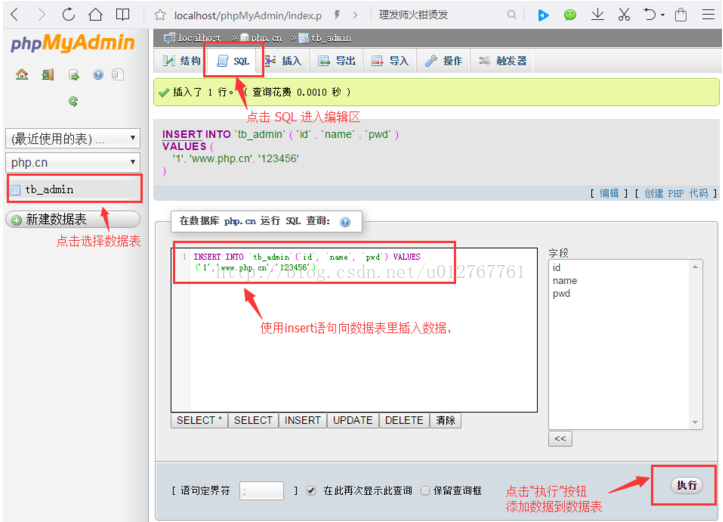 localhost/phpMyAdmin/index.p
理发师火钳烫发
phpMyAdmin
localhost » php.cn » tb_admin
结构
SQL
插入
导出
导入
操作
触发器
插入了 1 行。 ( 查询花费 0.0010 秒 )
点击 SQL 进入编辑区
INSERT INTO `tb_admin` ( `id` , `name` , `pwd` )
VALUES (
'1', 'www.php.cn', '123456'
)
[ 编辑 ] [ 创建 PHP 代码 ]
(最近使用的表) ...
php.cn
tb_admin
新建数据表
点击选择数据表
在数据库 php.cn 运行 SQL 查询:
1 INSERT INTO `tb_admin`(`id`, `name`, `pwd`) VALUES
('1','www.php.cn','123456')
http://blog.csdn.net/u012767761
使用insert语句向数据表里插入数据,
字段
id
name
pwd
SELECT * SELECT INSERT UPDATE DELETE 清除
<<
[ 语句定界符 ; ] 在此再次显示此查询 保留查询框
点击“执行”按钮
添加数据到数据表
执行